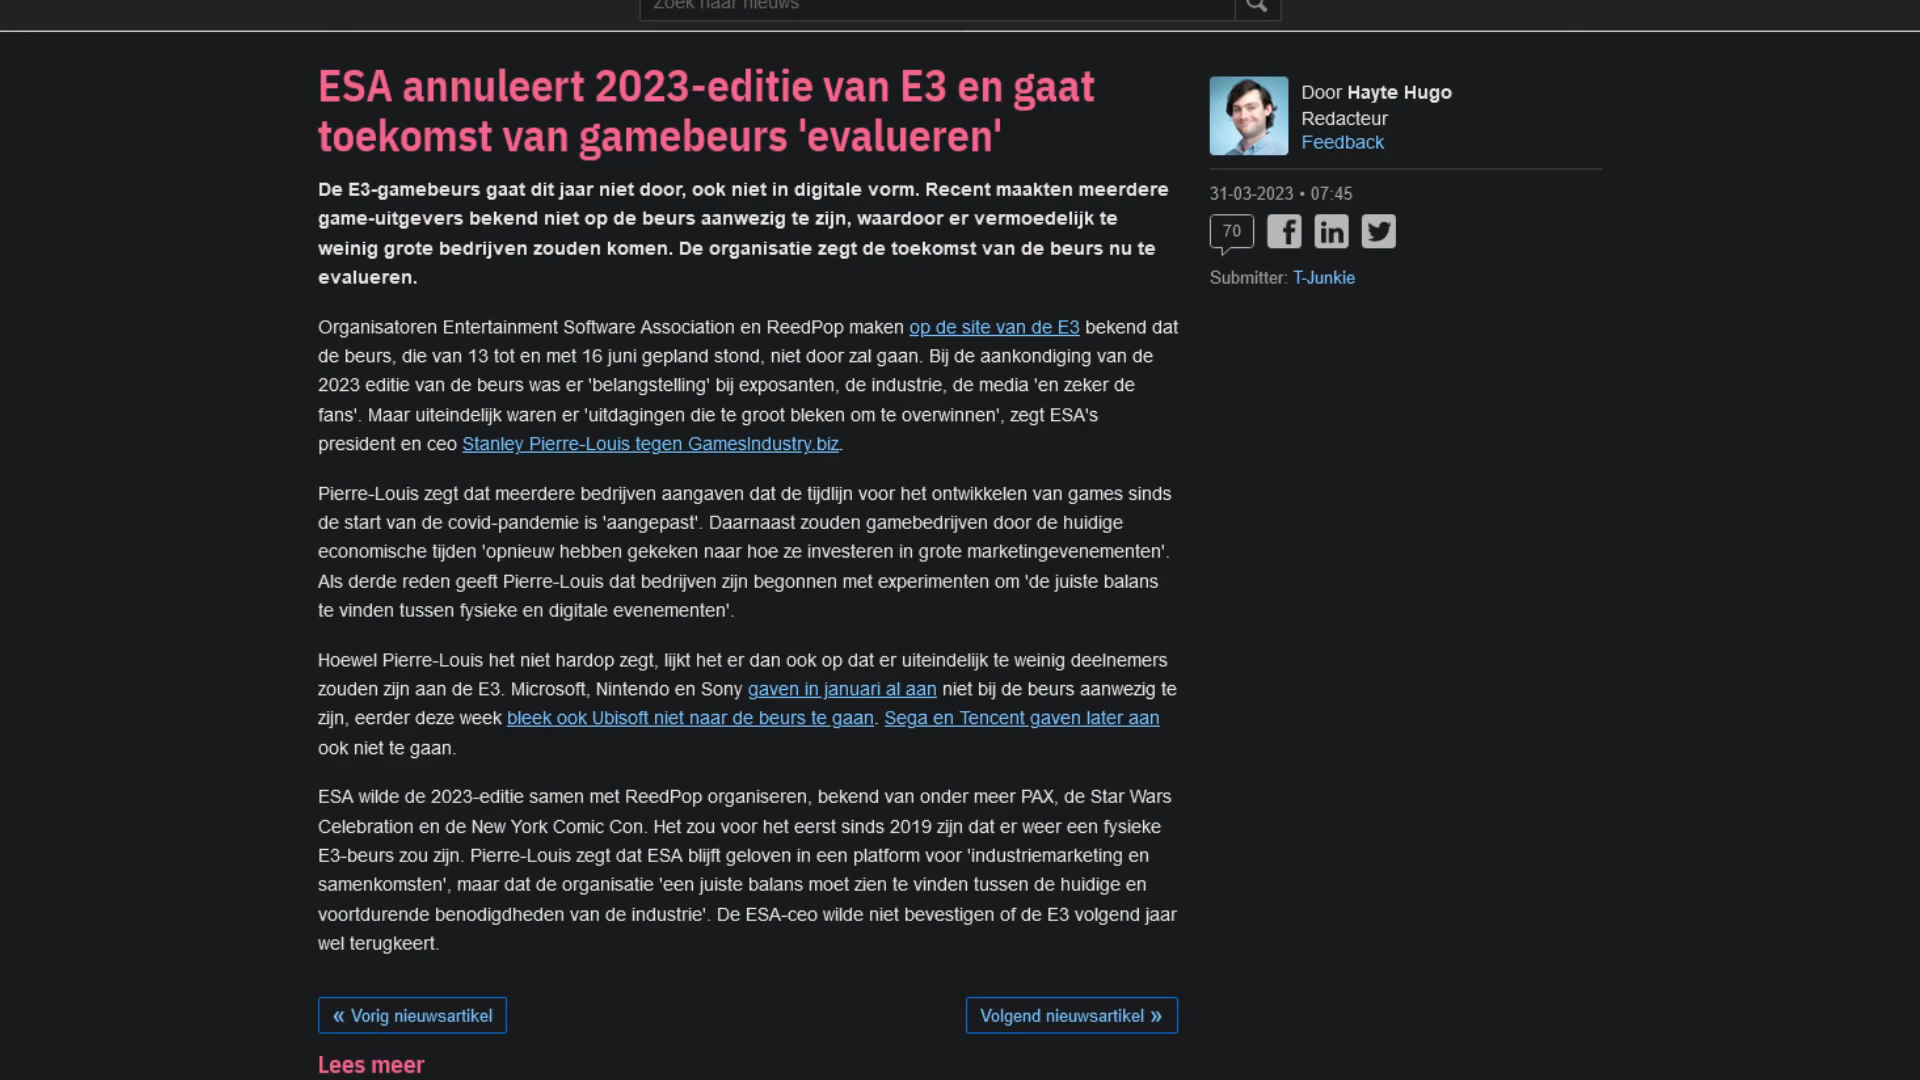 Zoek naar nieuws
ESA annuleert 2023-editie van E3 en gaat
toekomst van gamebeurs 'evalueren'
De E3-gamebeurs gaat dit jaar niet door, ook niet in digitale vorm. Recent maakten meerdere
game-uitgevers bekend niet op de beurs aanwezig te zijn, waardoor er vermoedelijk te
weinig grote bedrijven zouden komen. De organisatie zegt de toekomst van de beurs nu te
evalueren.
Organisatoren Entertainment Software Association en ReedPop maken op de site van de E3 bekend dat
de beurs, die van 13 tot en met 16 juni gepland stond, niet door zal gaan. Bij de aankondiging van de
2023 editie van de beurs was er 'belangstelling' bij exposanten, de industrie, de media 'en zeker de
fans'. Maar uiteindelijk waren er 'uitdagingen die te groot bleken om te overwinnen', zegt ESA's
president en ceo Stanley Pierre-Louis tegen GamesIndustry.biz.
Pierre-Louis zegt dat meerdere bedrijven aangaven dat de tijdlijn voor het ontwikkelen van games sinds
de start van de covid-pandemie is 'aangepast'. Daarnaast zouden gamebedrijven door de huidige
economische tijden 'opnieuw hebben gekeken naar hoe ze investeren in grote marketingevenementen'.
Als derde reden geeft Pierre-Louis dat bedrijven zijn begonnen met experimenten om 'de juiste balans
te vinden tussen fysieke en digitale evenementen'.
Hoewel Pierre-Louis het niet hardop zegt, lijkt het er dan ook op dat er uiteindelijk te weinig deelnemers
zouden zijn aan de E3. Microsoft, Nintendo en Sony gaven in januari al aan niet bij de beurs aanwezig te
zijn, eerder deze week bleek ook Ubisoft niet naar de beurs te gaan. Sega en Tencent gaven later aan
ook niet te gaan.
ESA wilde de 2023-editie samen met ReedPop organiseren, bekend van onder meer PAX, de Star Wars
Celebration en de New York Comic Con. Het zou voor het eerst sinds 2019 zijn dat er weer een fysieke
E3-beurs zou zijn. Pierre-Louis zegt dat ESA blijft geloven in een platform voor 'industriemarketing en
samenkomsten', maar dat de organisatie 'een juiste balans moet zien te vinden tussen de huidige en
voortdurende benodigdheden van de industrie'. De ESA-ceo wilde niet bevestigen of de E3 volgend jaar
wel terugkeert.
« Vorig nieuwsartikel
Volgend nieuwsartikel »
Lees meer
Door Hayte Hugo
Redacteur
Feedback
31-03-2023 • 07:45
70
Submitter: T-Junkie